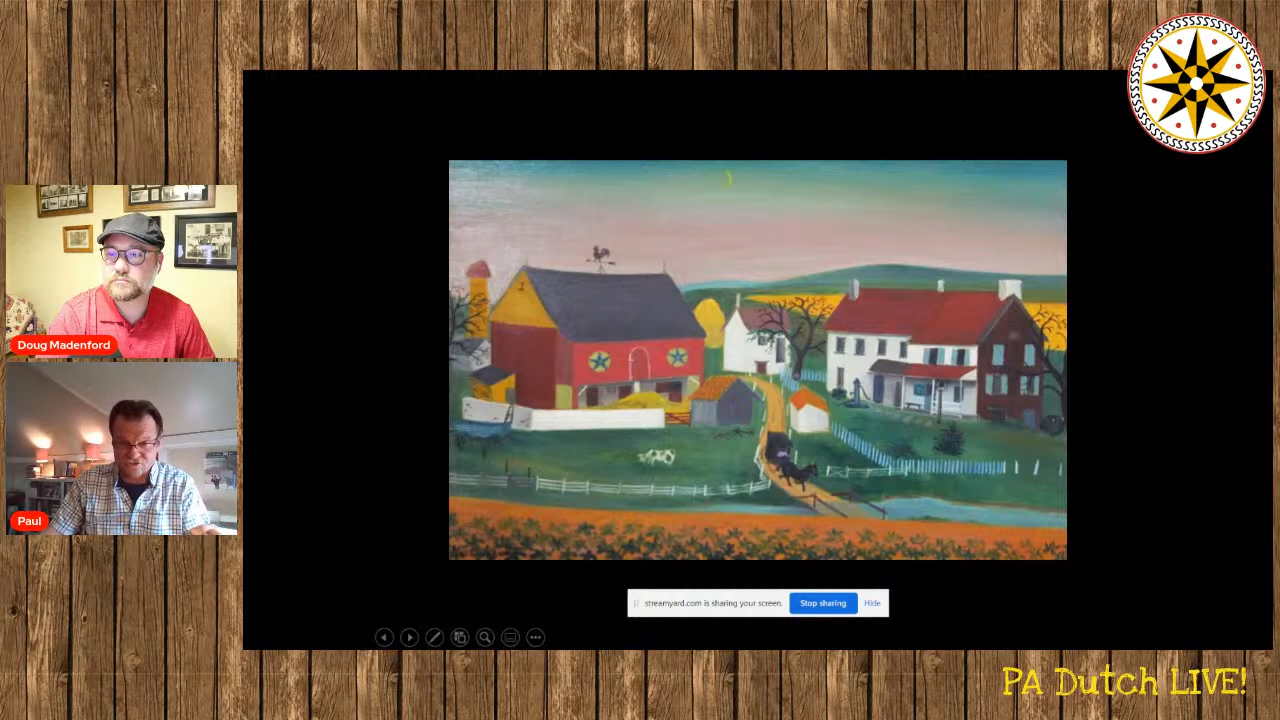 Doug Madenford
Paul
streamyard.com is sharing your screen. Stop sharing Hide
PA Dutch LIVE!